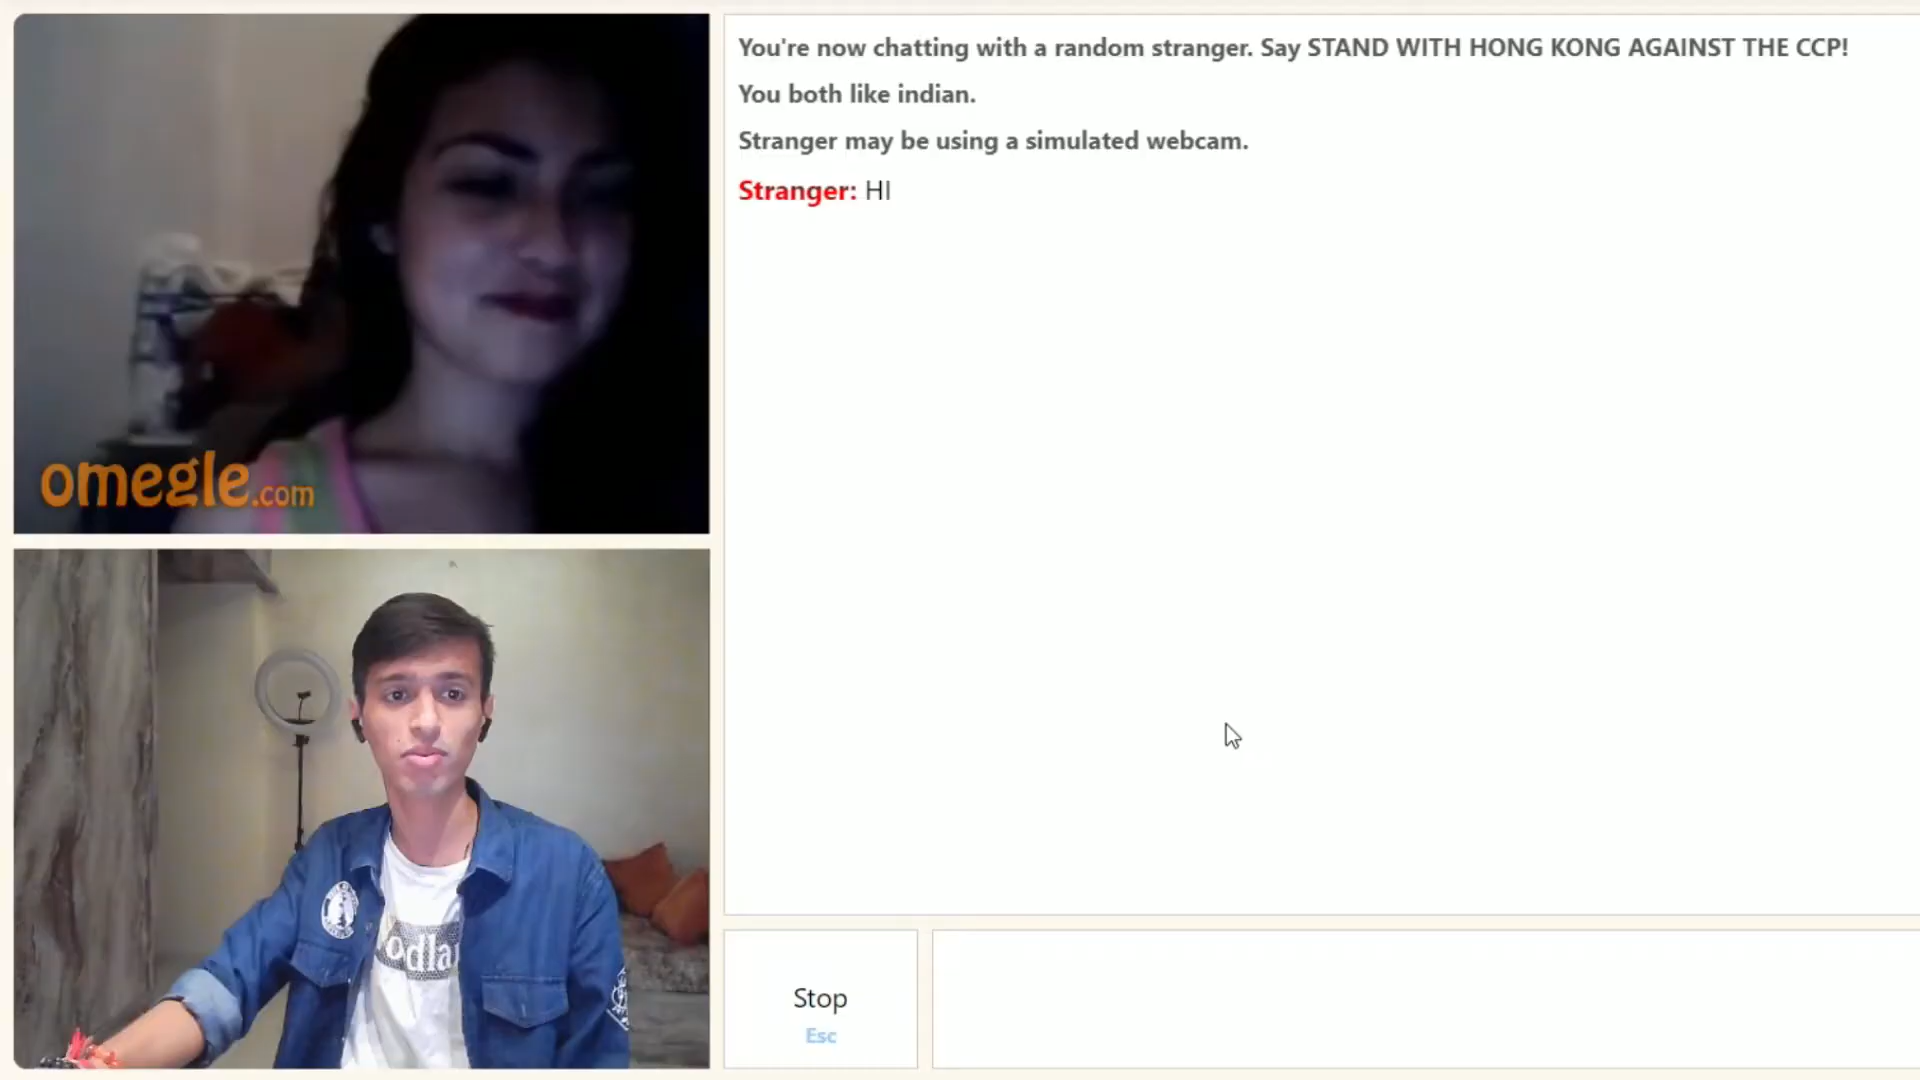 You're now chatting with a random stranger. Say STAND WITH HONG KONG AGAINST THE CCP!
You both like indian.
Stranger may be using a simulated webcam.
Stranger: HI
omegle.com
odla
Stop
Esc